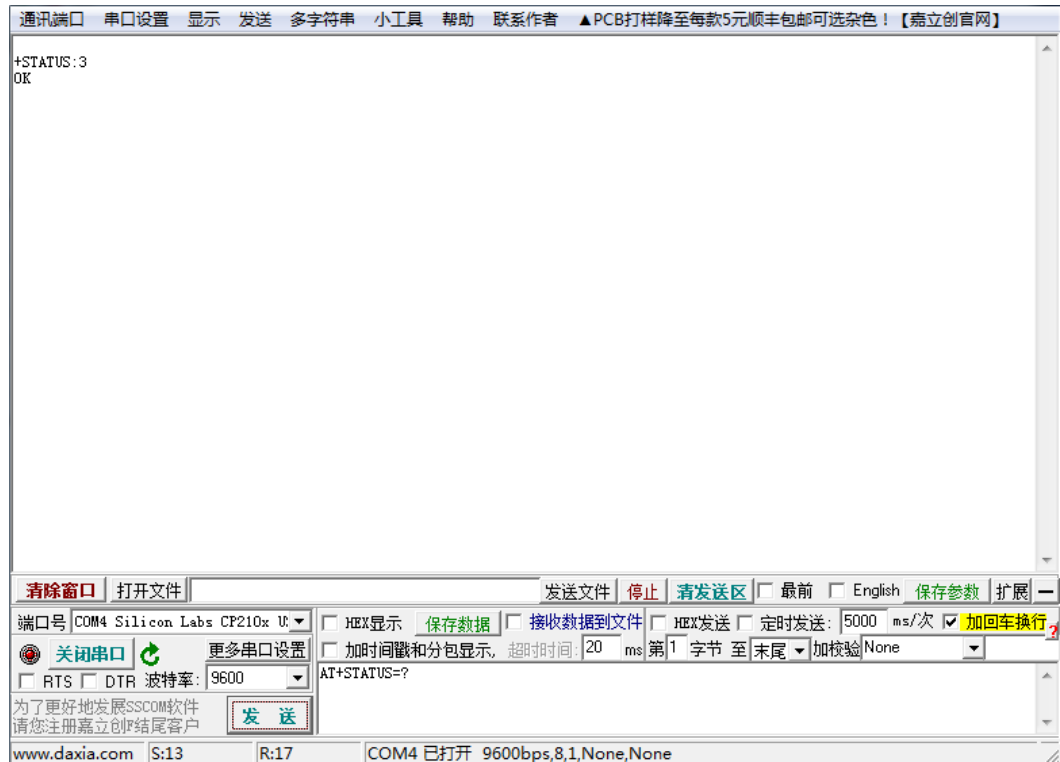 通讯端口 串口设置 显示 发送 多字符串 小工具 帮助 联系作者 ▲PCB打样降至每款5元顺丰包邮可选杂色！【嘉立创官网】
+STATUS:3
OK
清除窗口 打开文件 发送文件 停止 清发送区 最前 English 保存参数 扩展 —
端口号 COM4 Silicon Labs CP210x U HEX显示 保存数据 接收数据到文件 HEX发送 定时发送: 5000 ms/次 加回车换行 ?
关闭串口 更多串口设置 加时间戳和分包显示, 超时时间: 20 ms 第 1 字节 至 末尾 加校验 None
RTS DTR 波特率: 9600 AT+STATUS=?
为了更好地发展SSCOM软件
请您注册嘉立创F结尾客户
发 送
www.daxia.com S:13 R:17 COM4 已打开 9600bps,8,1,None,None